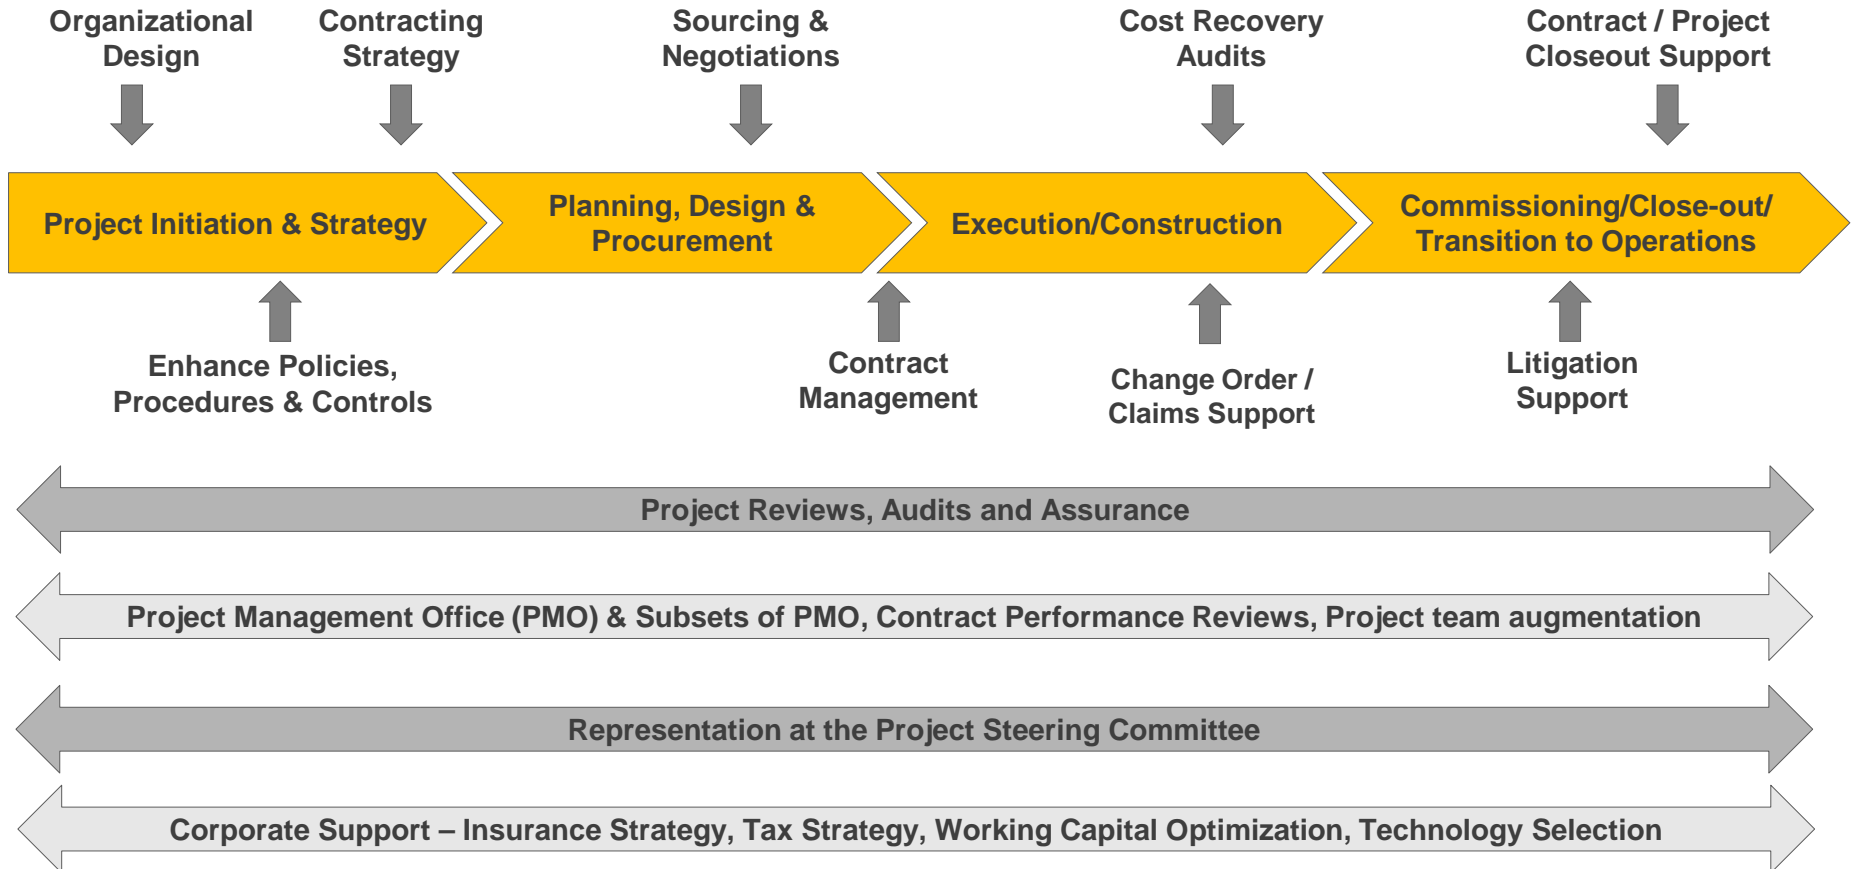 Organizational
Design
Contracting
Strategy
Sourcing &
Negotiations
Cost Recovery
Audits
Contract / Project
Closeout Support
Project Initiation & Strategy
Planning, Design &
Procurement
Execution/Construction
Commissioning/Close-out/
Transition to Operations
Enhance Policies,
Procedures & Controls
Contract
Management
Change Order /
Claims Support
Litigation
Support
Project Reviews, Audits and Assurance
Project Management Office (PMO) & Subsets of PMO, Contract Performance Reviews, Project team augmentation
Representation at the Project Steering Committee
Corporate Support – Insurance Strategy, Tax Strategy, Working Capital Optimization, Technology Selection